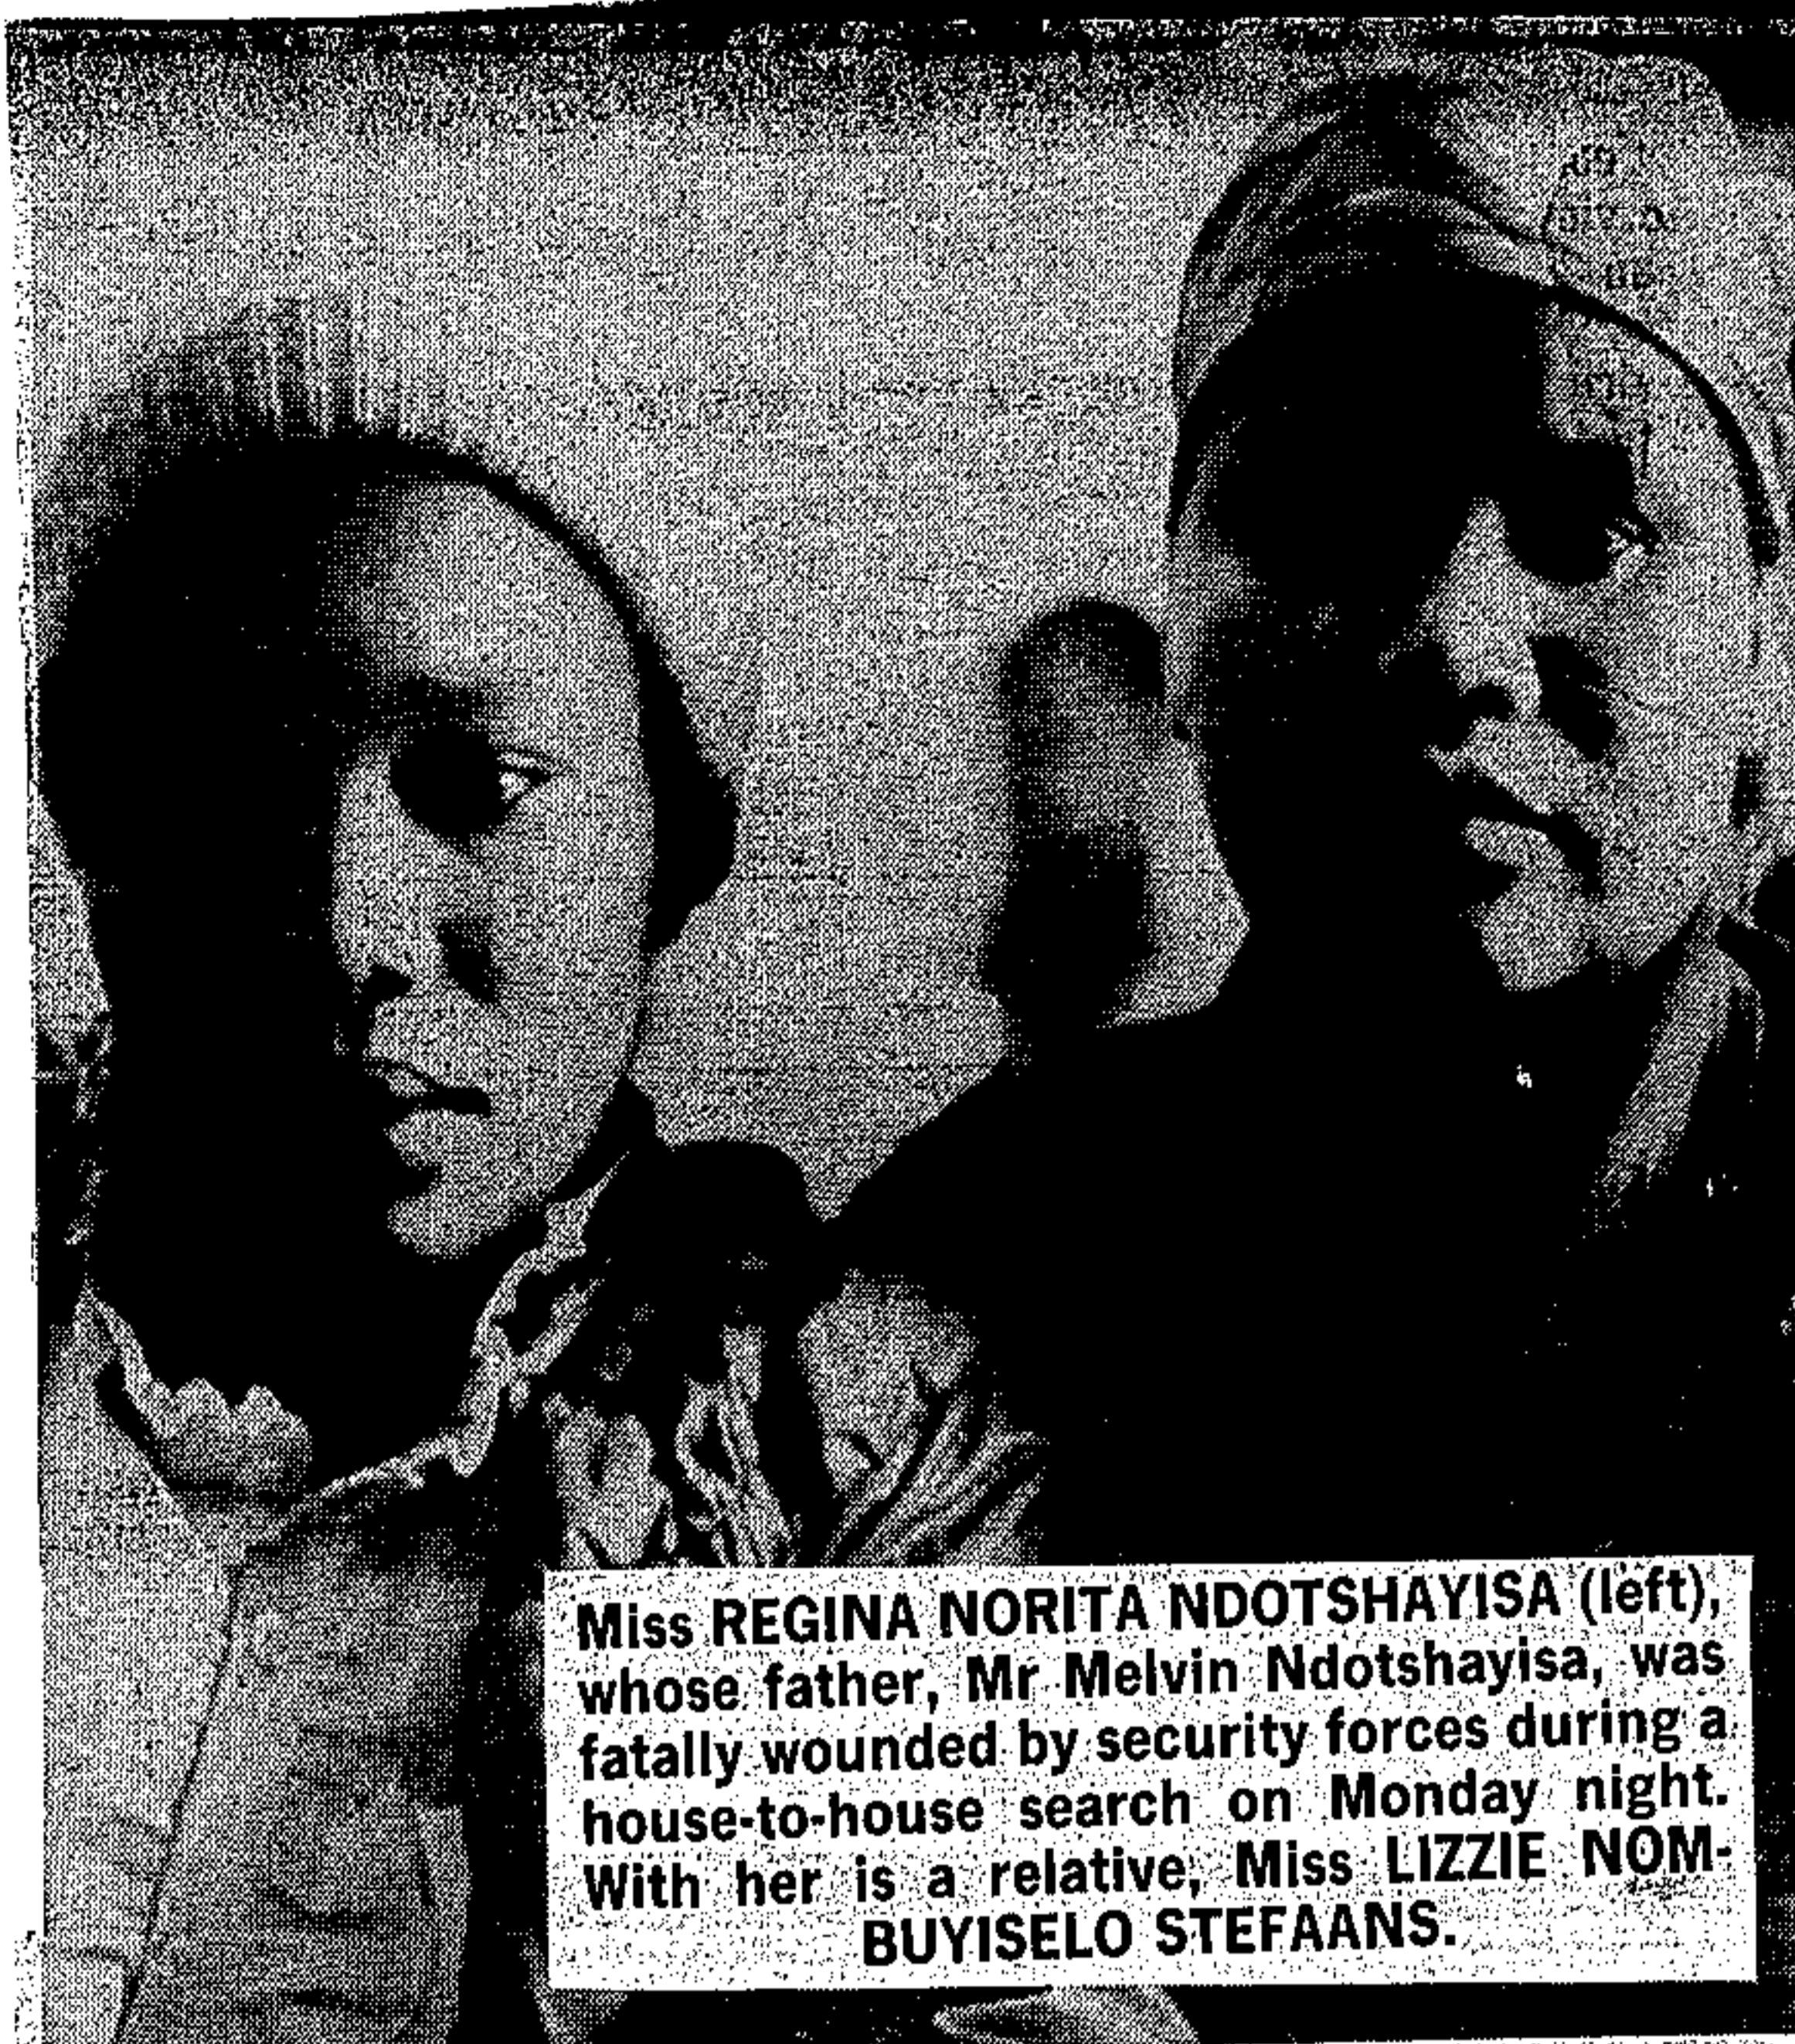 Miss REGINA NORITA NDOTSHAYISA (left),
whose father, Mr Melvin Ndotshayisa, was
fatally wounded by security forces during a
house-to-house search on Monday night.
With her is a relative, Miss LIZZIE NOM-
BUYISELO STEFAANS.